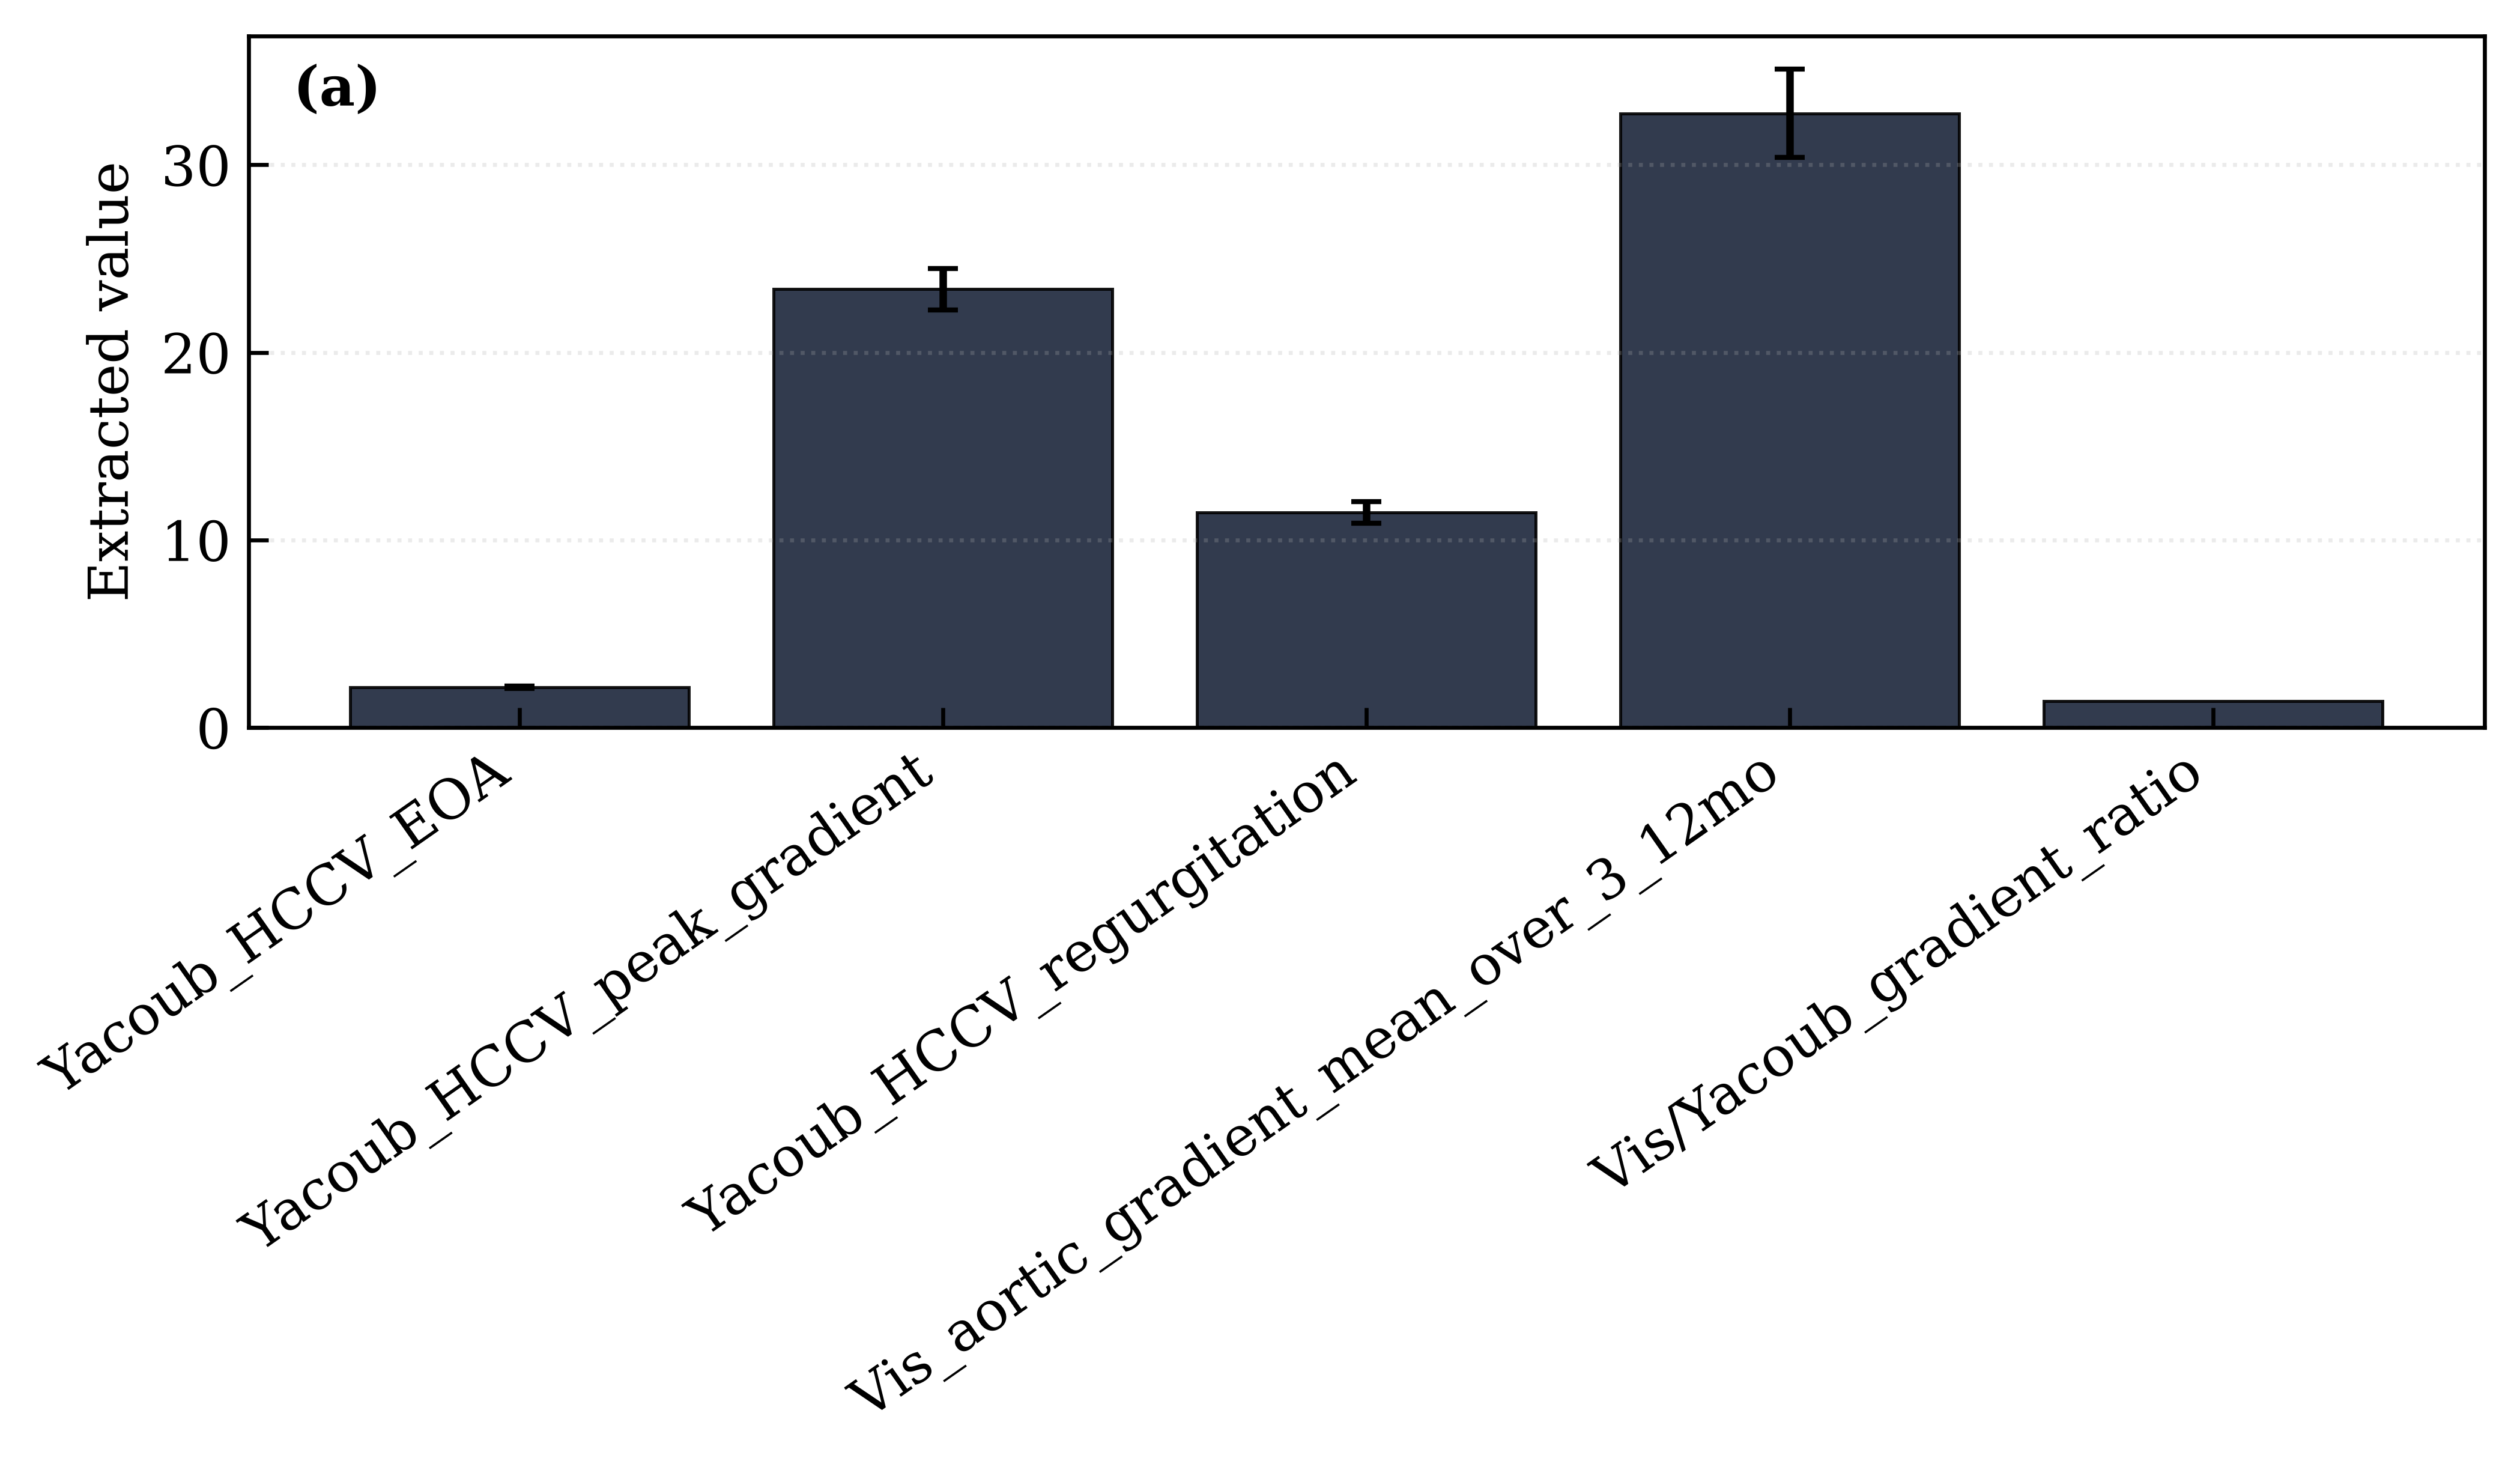 (a)
Extracted value
30
20
10
0
Yacoub_HCCV_EOA
Yacoub_HCCV_peak_gradient
Yacoub_HCCV_regurgitation
Vis_aortic_gradient_mean_over_3_12mo
Vis/Yacoub_gradient_ratio